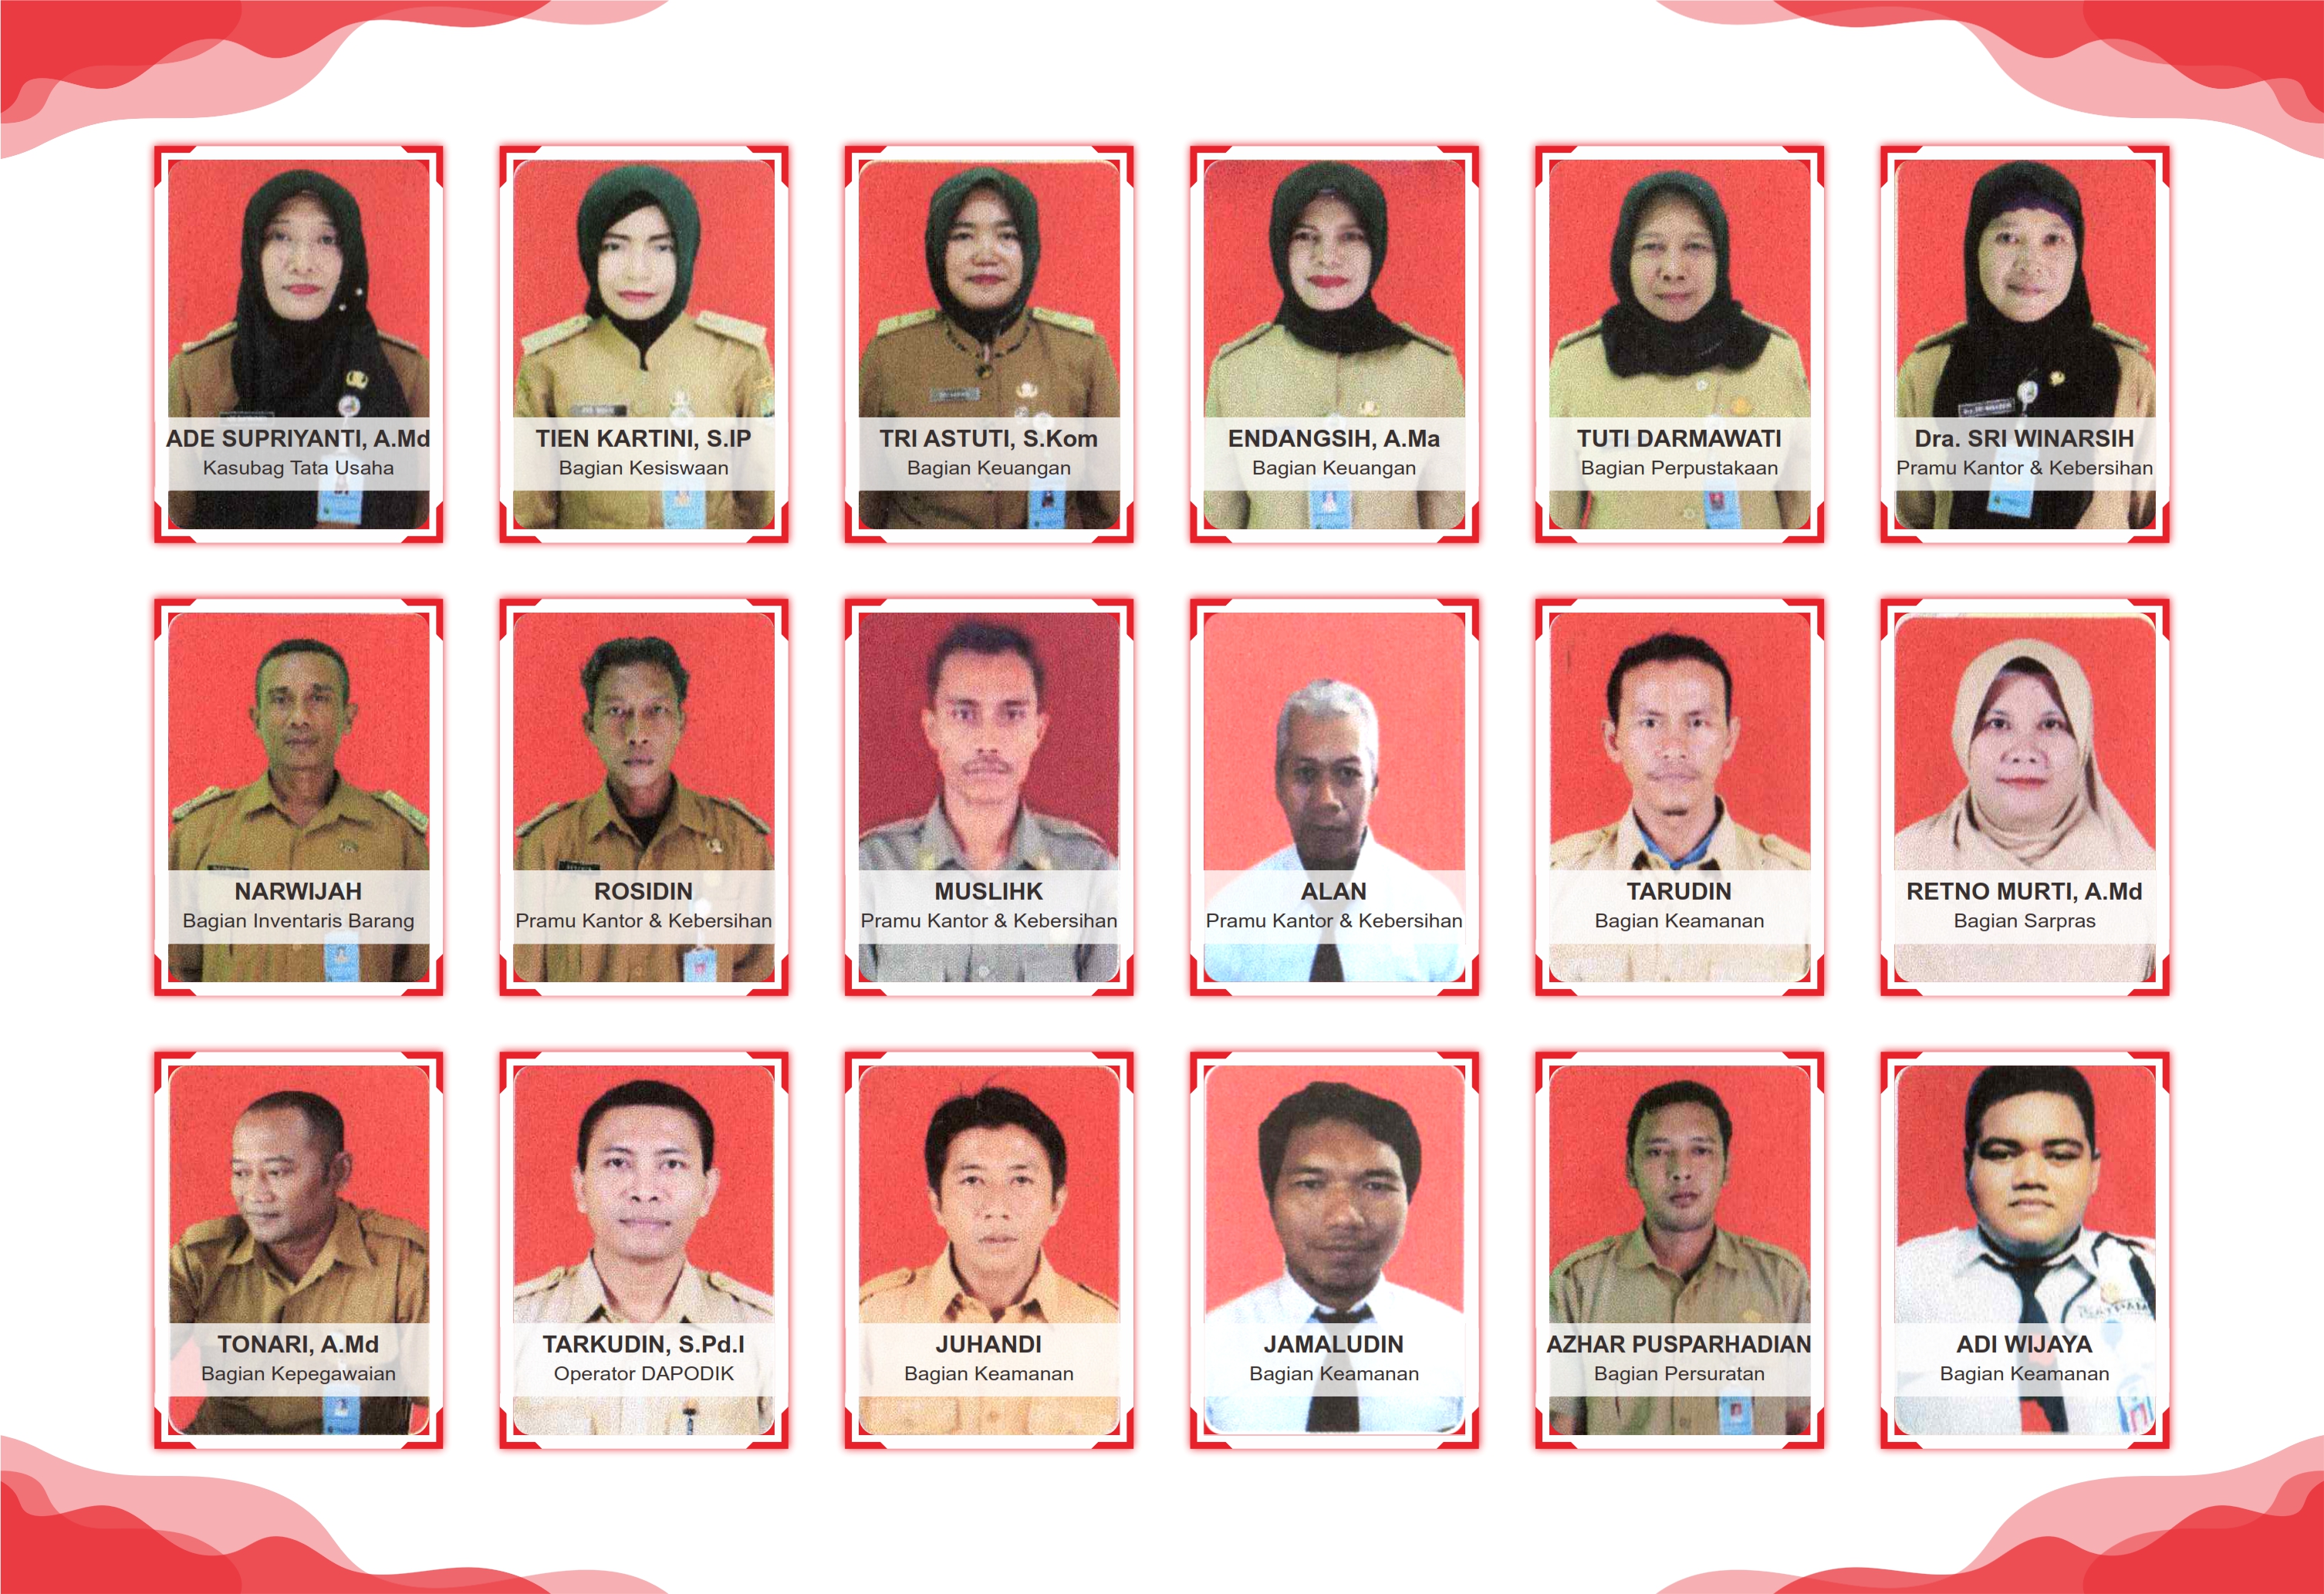 ADE SUPRIYANTI, A.Md
Kasubag Tata Usaha
TIEN KARTINI, S.IP
Bagian Kesiswaan
TRI ASTUTI, S.Kom
Bagian Keuangan
ENDANGSIH, A.Ma
Bagian Keuangan
TUTI DARMAWATI
Bagian Perpustakaan
Dra. SRI WINARSIH
Pramu Kantor & Kebersihan
NARWIJAH
Bagian Inventaris Barang
ROSIDIN
Pramu Kantor & Kebersihan
MUSLIHK
Pramu Kantor & Kebersihan
ALAN
Pramu Kantor & Kebersihan
TARUDIN
Bagian Keamanan
RETNO MURTI, A.Md
Bagian Sarpras
TONARI, A.Md
Bagian Kepegawaian
TARKUDIN, S.Pd.I
Operator DAPODIK
JUHANDI
Bagian Keamanan
JAMALUDIN
Bagian Keamanan
AZHAR PUSPARHADIAN
Bagian Persuratan
ADI WIJAYA
Bagian Keamanan